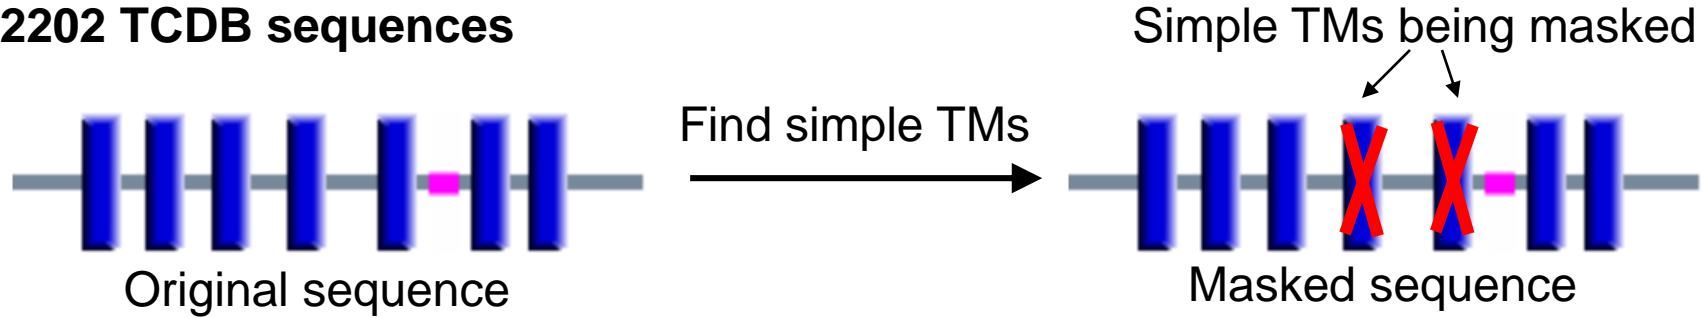 2202 TCDB sequences
Simple TMs being masked
Find simple TMs
Original sequence
Masked sequence